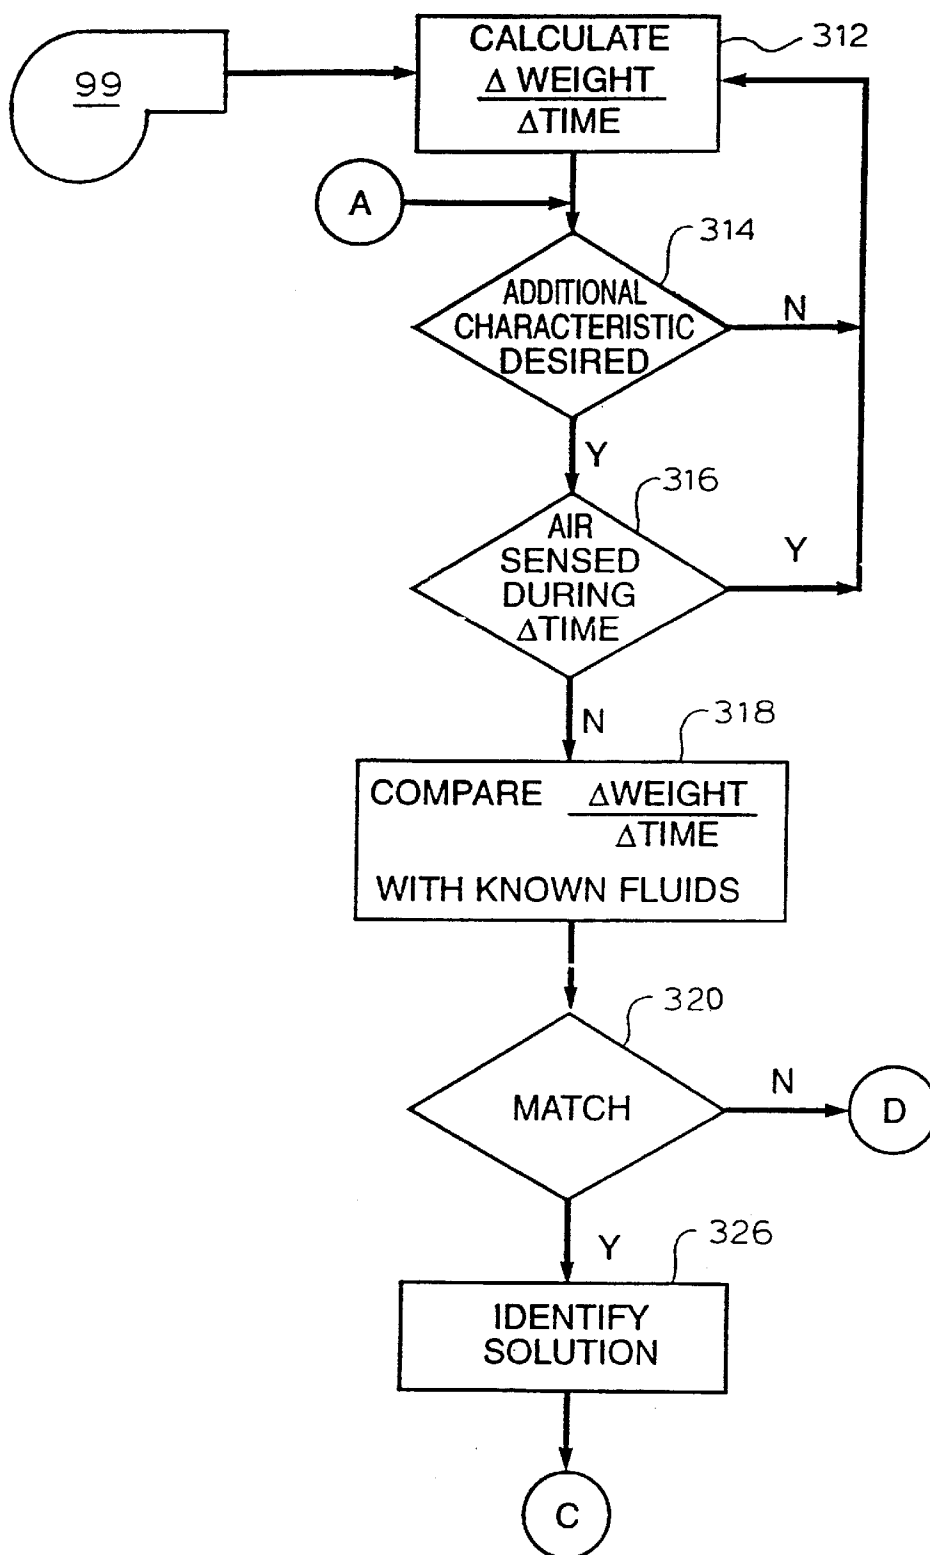 99
CALCULATE
Δ WEIGHT
ΔTIME
312
A
314
ADDITIONAL
CHARACTERISTIC
DESIRED
N
Y
316
AIR
SENSED
DURING
ΔTIME
Y
N
318
COMPARE ΔWEIGHT
ΔTIME
WITH KNOWN FLUIDS
320
MATCH
N
D
Y
326
IDENTIFY
SOLUTION
C